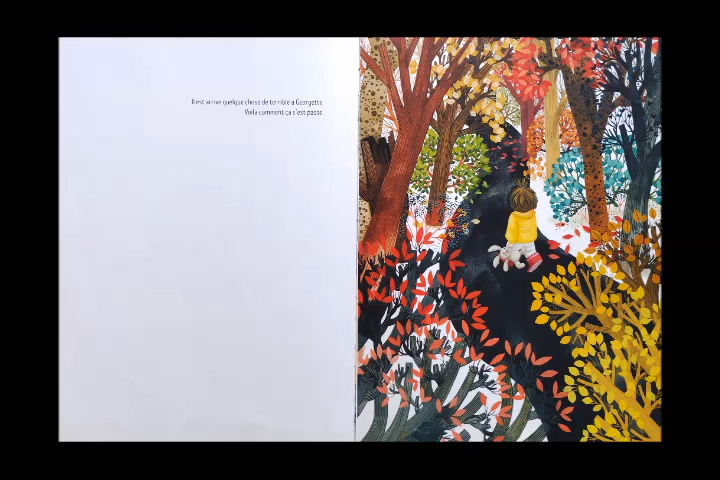 Il est arrivé quelque chose de terrible à Georgette.
Voilà comment ça s'est passé.